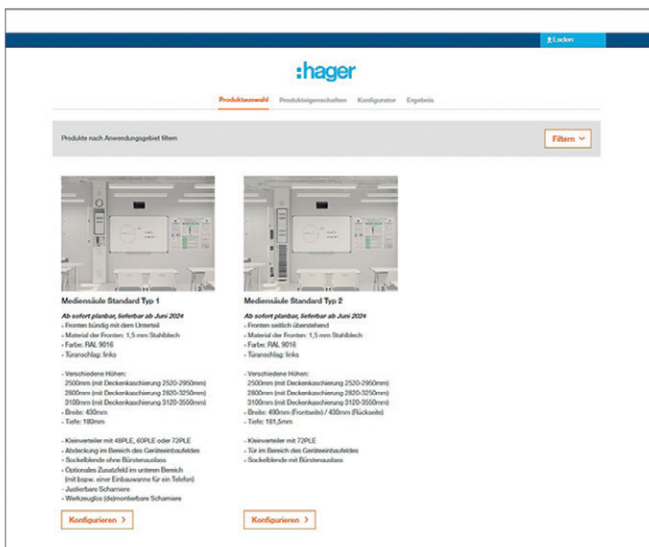 Laden
:hager
Produktauswahl Produkteigenschaften Konfigurator Ergebnis
Produkte nach Anwendungsgebiet filtern
Filtern
Mediensäule Standard Typ 1
Ab sofort planbar, lieferbar ab Juni 2024
- Fronten bündig mit dem Unterteil
- Material der Fronten: 1,5 mm Stahlblech
- Farbe: RAL 9016
- Türanschlag: links
- Verschiedene Höhen:
2500mm (mit Deckenkaschierung 2520-2950mm)
2800mm (mit Deckenkaschierung 2820-3250mm)
3100mm (mit Deckenkaschierung 3120-3550mm)
- Breite: 430mm
- Tiefe: 180mm
- Kleinverteiler mit 48PLE, 60PLE oder 72PLE
- Abdeckung im Bereich des Geräteeinbaufeldes
- Sockelblende ohne Bürstenauslass
- Optionales Zusatzfeld im unteren Bereich
(mit bspw. einer Einbauwanne für ein Telefon)
- Justierbare Scharniere
- Werkzeuglos (de)montierbare Scharniere
Konfigurieren
Mediensäule Standard Typ 2
Ab sofort planbar, lieferbar ab Juni 2024
- Fronten seitlich überstehend
- Material der Fronten: 1,5 mm Stahlblech
- Farbe: RAL 9016
- Türanschlag: links
- Verschiedene Höhen:
2500mm (mit Deckenkaschierung 2520-2950mm)
2800mm (mit Deckenkaschierung 2820-3250mm)
3100mm (mit Deckenkaschierung 3120-3550mm)
- Breite: 490mm (Frontseite) / 430mm (Rückseite)
- Tiefe: 181,5mm
- Kleinverteiler mit 72PLE
- Tür im Bereich des Geräteeinbaufeldes
- Sockelblende mit Bürstenauslass
Konfigurieren